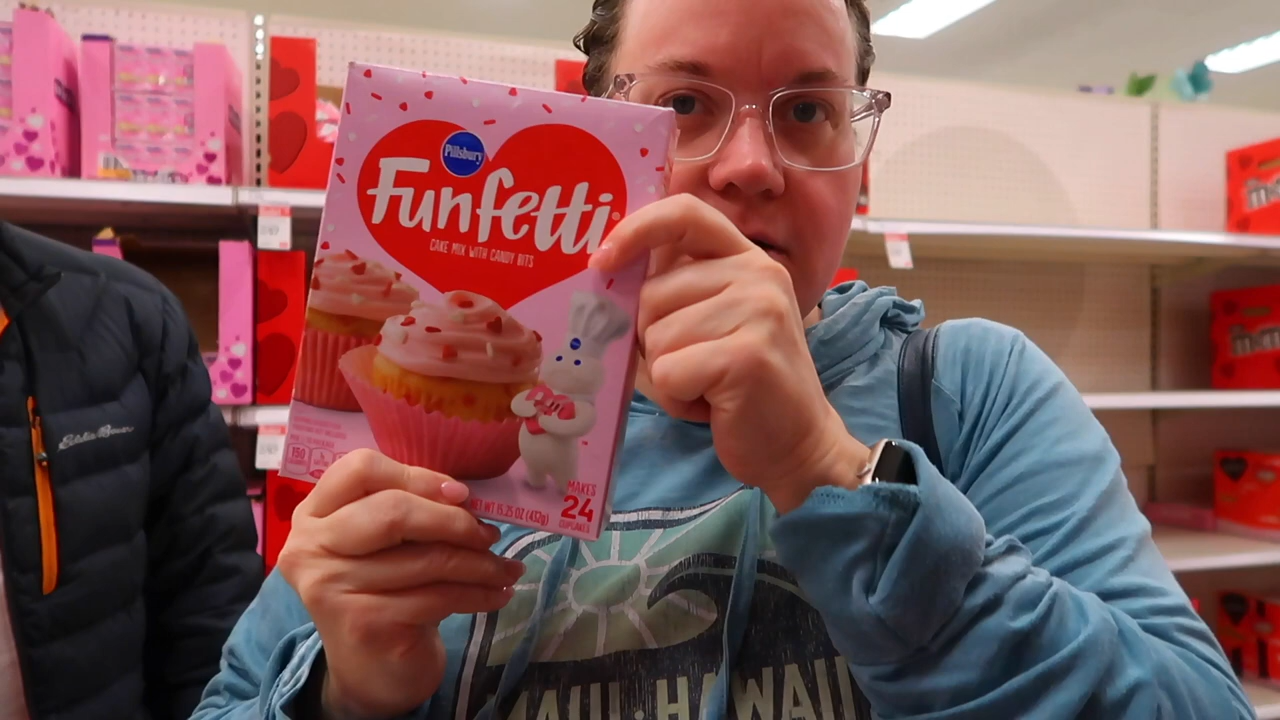 Pillsbury
Funfetti®
CAKE MIX WITH CANDY BITS
150
MAKES
24
CUPCAKES
NET WT 15.25 OZ (432g)
Eddie Bauer
MAUI·HAWAII